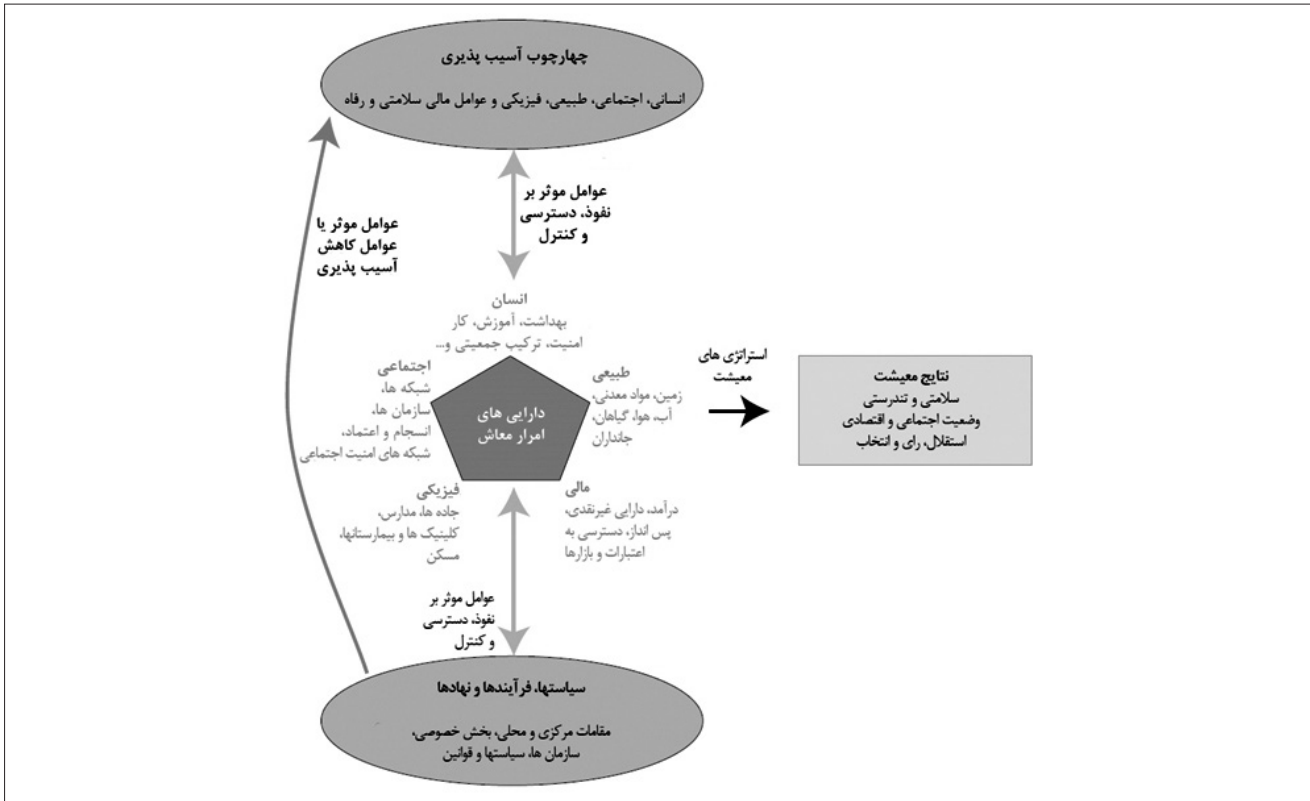 چهارچوب آسیب پذیری
انسانی، اجتماعی، طبیعی، فیزیکی و عوامل مالی سلامتی و رفاه
عوامل موثر بر
نفوذ، دسترسی
و کنترل
عوامل موثر یا
عوامل کاهش
آسیب پذیری
انسان
بهداشت، آموزش، کار
امنیت، ترکیب جمعیتی و...
اجتماعی
شبکه ها،
سازمان ها،
انسجام و اعتماد،
شبکه های امنیت اجتماعی
دارایی های
امرار معاش
طبیعی
زمین، مواد معدنی،
آب، هوا، گیاهان،
جانداران
استراتژی های
معیشت
نتایج معیشت
سلامتی و تندرستی
وضعیت اجتماعی و اقتصادی
استقلال، رای و انتخاب
فیزیکی
جاده ها، مدارس،
کلینیک ها و بیمارستانها،
مسکن
مالی
درآمد، دارایی غیرنقدی،
پس انداز، دسترسی به
اعتبارات و بازارها
عوامل موثر بر
نفوذ، دسترسی
و کنترل
سیاستها، فرآیندها و نهادها
مقامات مرکزی و محلی، بخش خصوصی،
سازمان ها، سیاستها و قوانین